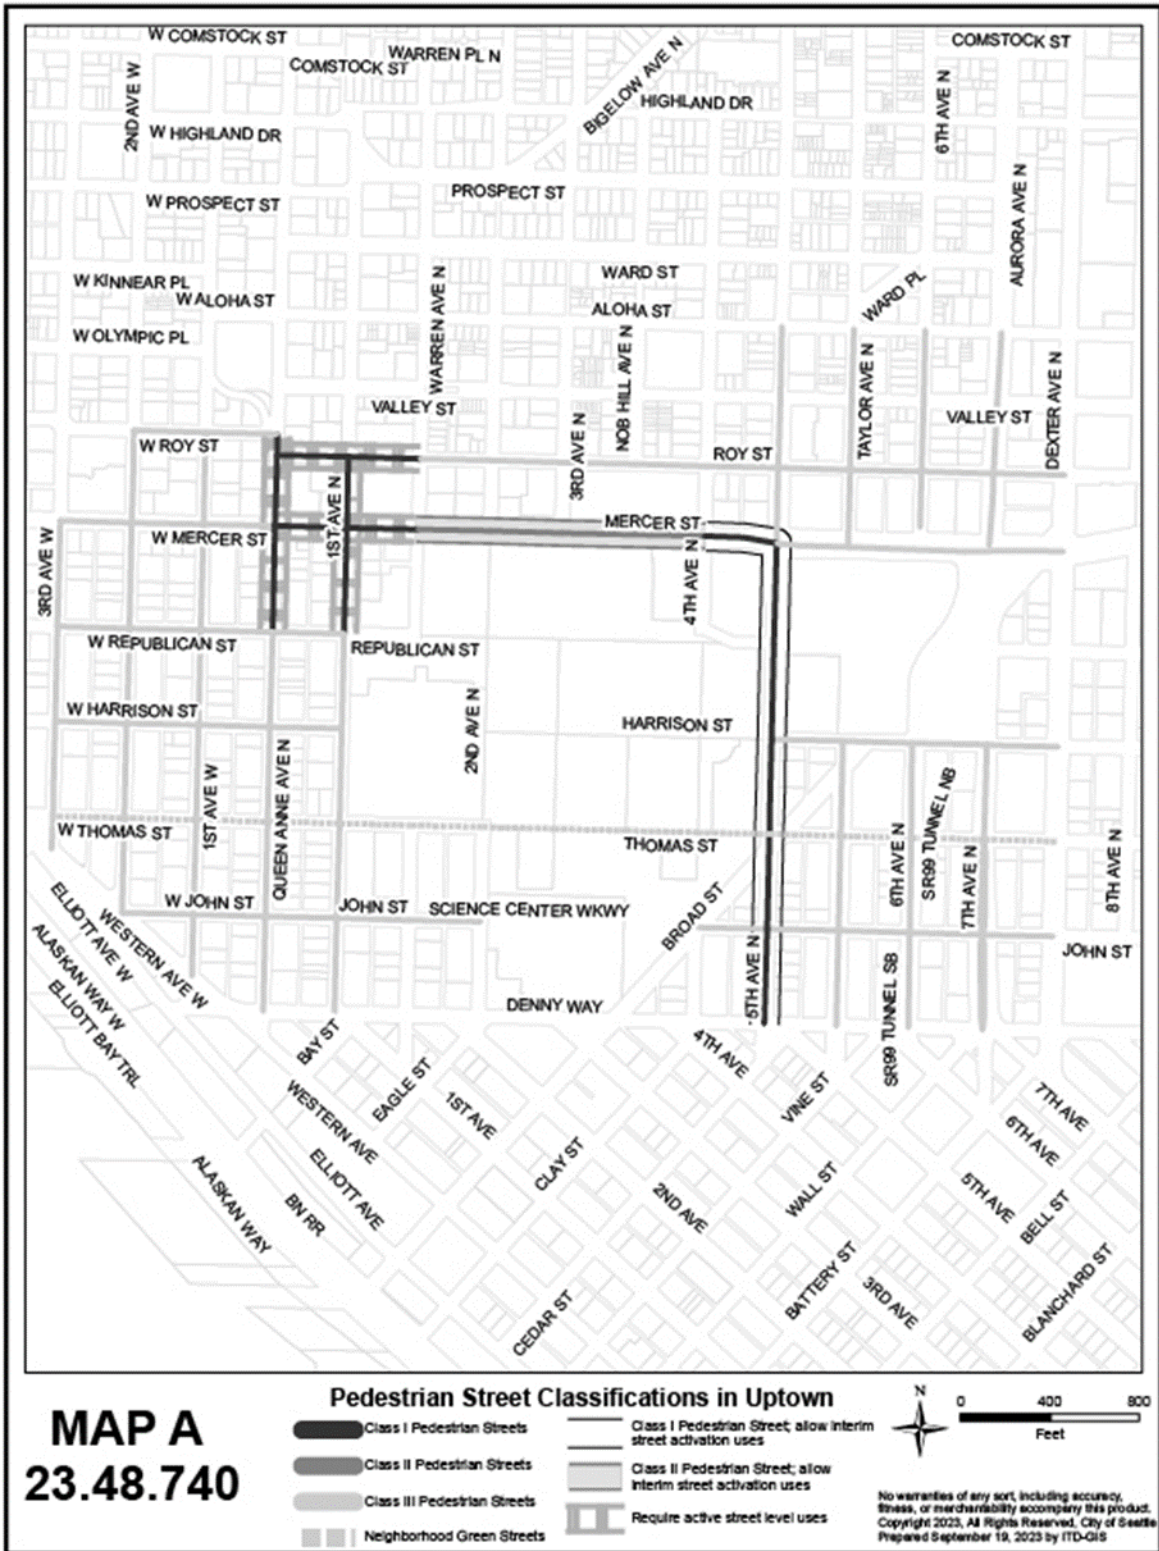 W COMSTOCK ST
WARREN PL N
COMSTOCK ST
COMSTOCK ST
2ND AVE W
BIGELOW AVE N
HIGHLAND DR
6TH AVE N
W HIGHLAND DR
PROSPECT ST
W PROSPECT ST
AURORA AVE N
W KINNEAR PL
W ALOHA ST
WARREN AVE N
WARD ST
ALOHA ST
WARD PL
W OLYMPIC PL
NOB HILL AVE N
TAYLOR AVE N
DEXTER AVE N
VALLEY ST
VALLEY ST
W ROY ST
3RD AVE N
ROY ST
1ST AVE N
MERCER ST
W MERCER ST
3RD AVE W
4TH AVE N
W REPUBLICAN ST
REPUBLICAN ST
W HARRISON ST
2ND AVE N
HARRISON ST
1ST AVE W
QUEEN ANNE AVE N
W THOMAS ST
THOMAS ST
6TH AVE N
SR99 TUNNEL NB
7TH AVE N
8TH AVE N
W JOHN ST
JOHN ST
SCIENCE CENTER WKWY
BROAD ST
5TH AVE N
JOHN ST
ELLIOTT AVE W
WESTERN AVE W
ALASKAN WAY W
ELLIOTT BAY TRL
DENNY WAY
SR99 TUNNEL SB
BAY ST
4TH AVE
EAGLE ST
VINE ST
WESTERN AVE
1ST AVE
7TH AVE
6TH AVE
ELLIOTT AVE
CLAY ST
WALL ST
5TH AVE
BELL ST
ALASKAN WAY
BN RR
2ND AVE
BATTERY ST
3RD AVE
BLANCHARD ST
CEDAR ST
MAP A
23.48.740
Pedestrian Street Classifications in Uptown
Class I Pedestrian Streets
Class II Pedestrian Streets
Class III Pedestrian Streets
Neighborhood Green Streets
Class I Pedestrian Street; allow interim
street activation uses
Class II Pedestrian Street; allow
interim street activation uses
Require active street level uses
N
0 400 800
Feet
No warranties of any sort, including accuracy,
fitness, or merchantability accompany this product.
Copyright 2023, All Rights Reserved, City of Seattle
Prepared September 19, 2023 by ITD-GIS